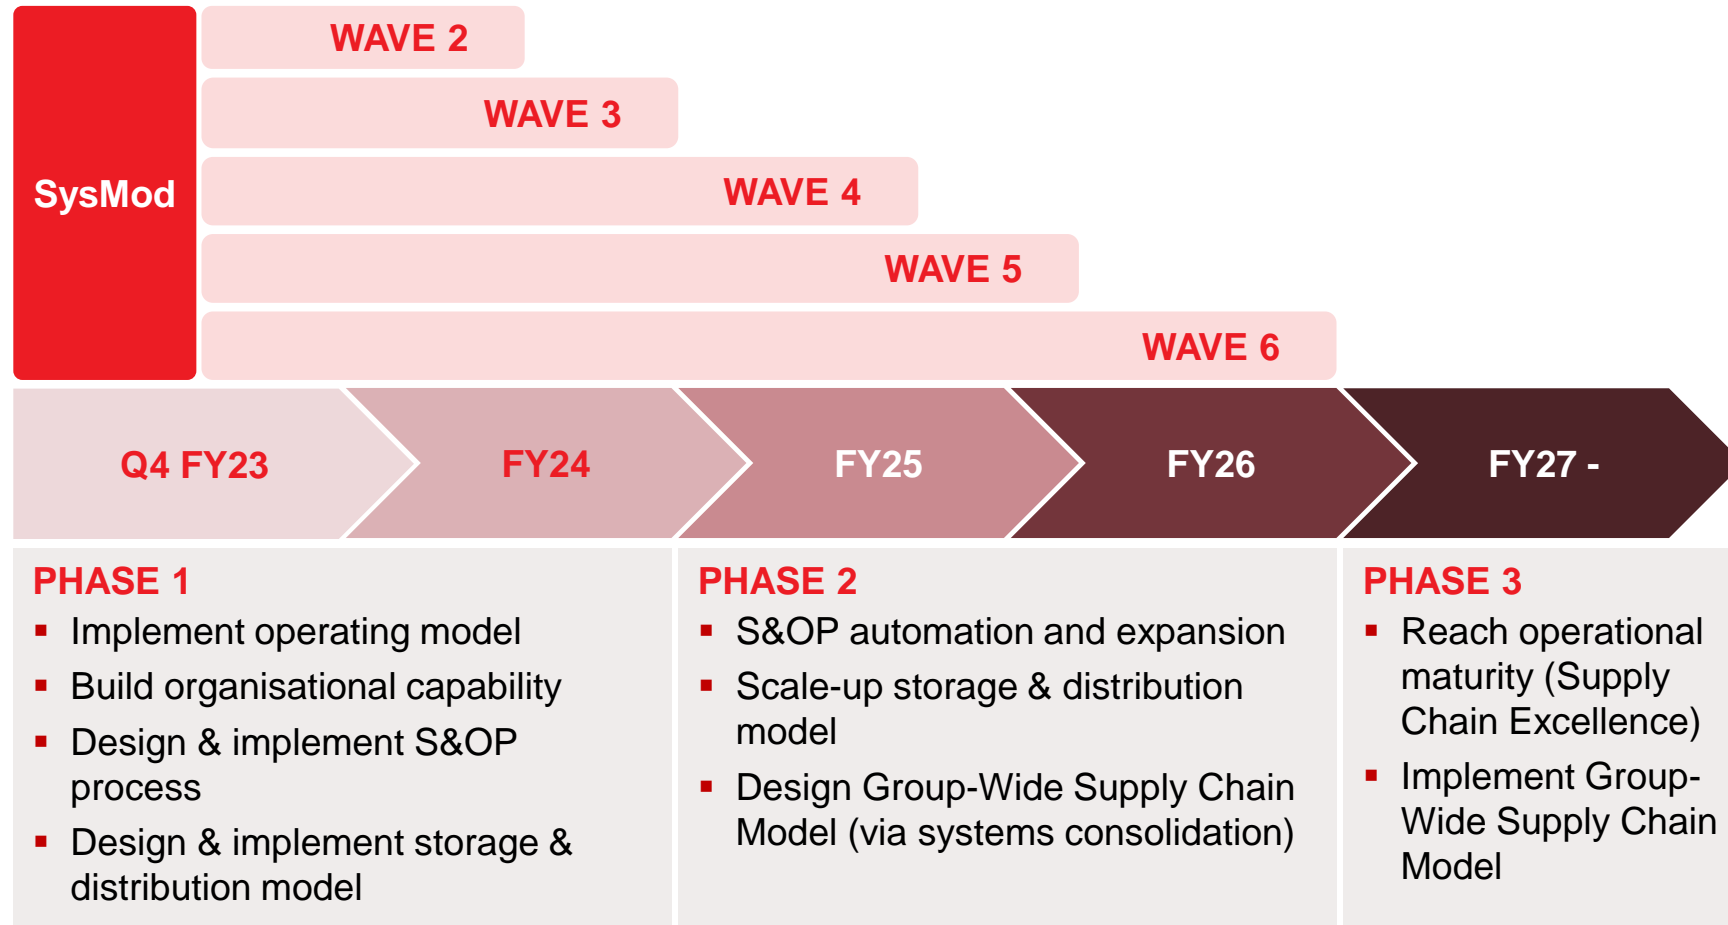 SysMod
WAVE 2
WAVE 3
WAVE 4
WAVE 5
WAVE 6
Q4 FY23
FY24
FY25
FY26
FY27 -
PHASE 1
▪ Implement operating model
▪ Build organisational capability
▪ Design & implement S&OP
process
▪ Design & implement storage &
distribution model
PHASE 2
▪ S&OP automation and expansion
▪ Scale-up storage & distribution
model
▪ Design Group-Wide Supply Chain
Model (via systems consolidation)
PHASE 3
▪ Reach operational
maturity (Supply
Chain Excellence)
▪ Implement Group-
Wide Supply Chain
Model